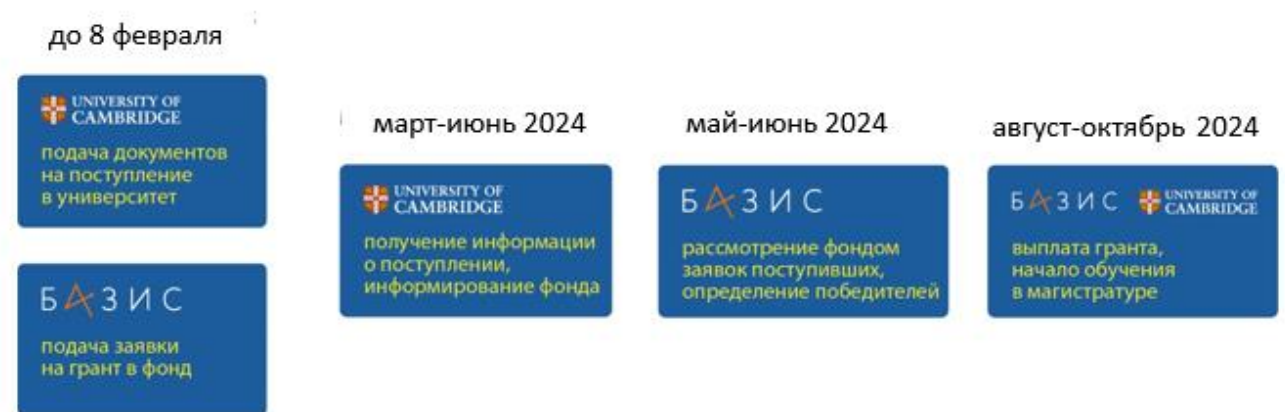 до 8 февраля
UNIVERSITY OF
CAMBRIDGE
подача документов
на поступление
в университет
БАЗИС
подача заявки
на грант в фонд
март-июнь 2024
UNIVERSITY OF
CAMBRIDGE
получение информации
о поступлении,
информирование фонда
май-июнь 2024
БАЗИС
рассмотрение фондом
заявок поступивших,
определение победителей
август-октябрь 2024
БАЗИС
UNIVERSITY OF
CAMBRIDGE
выплата гранта,
начало обучения
в магистратуре